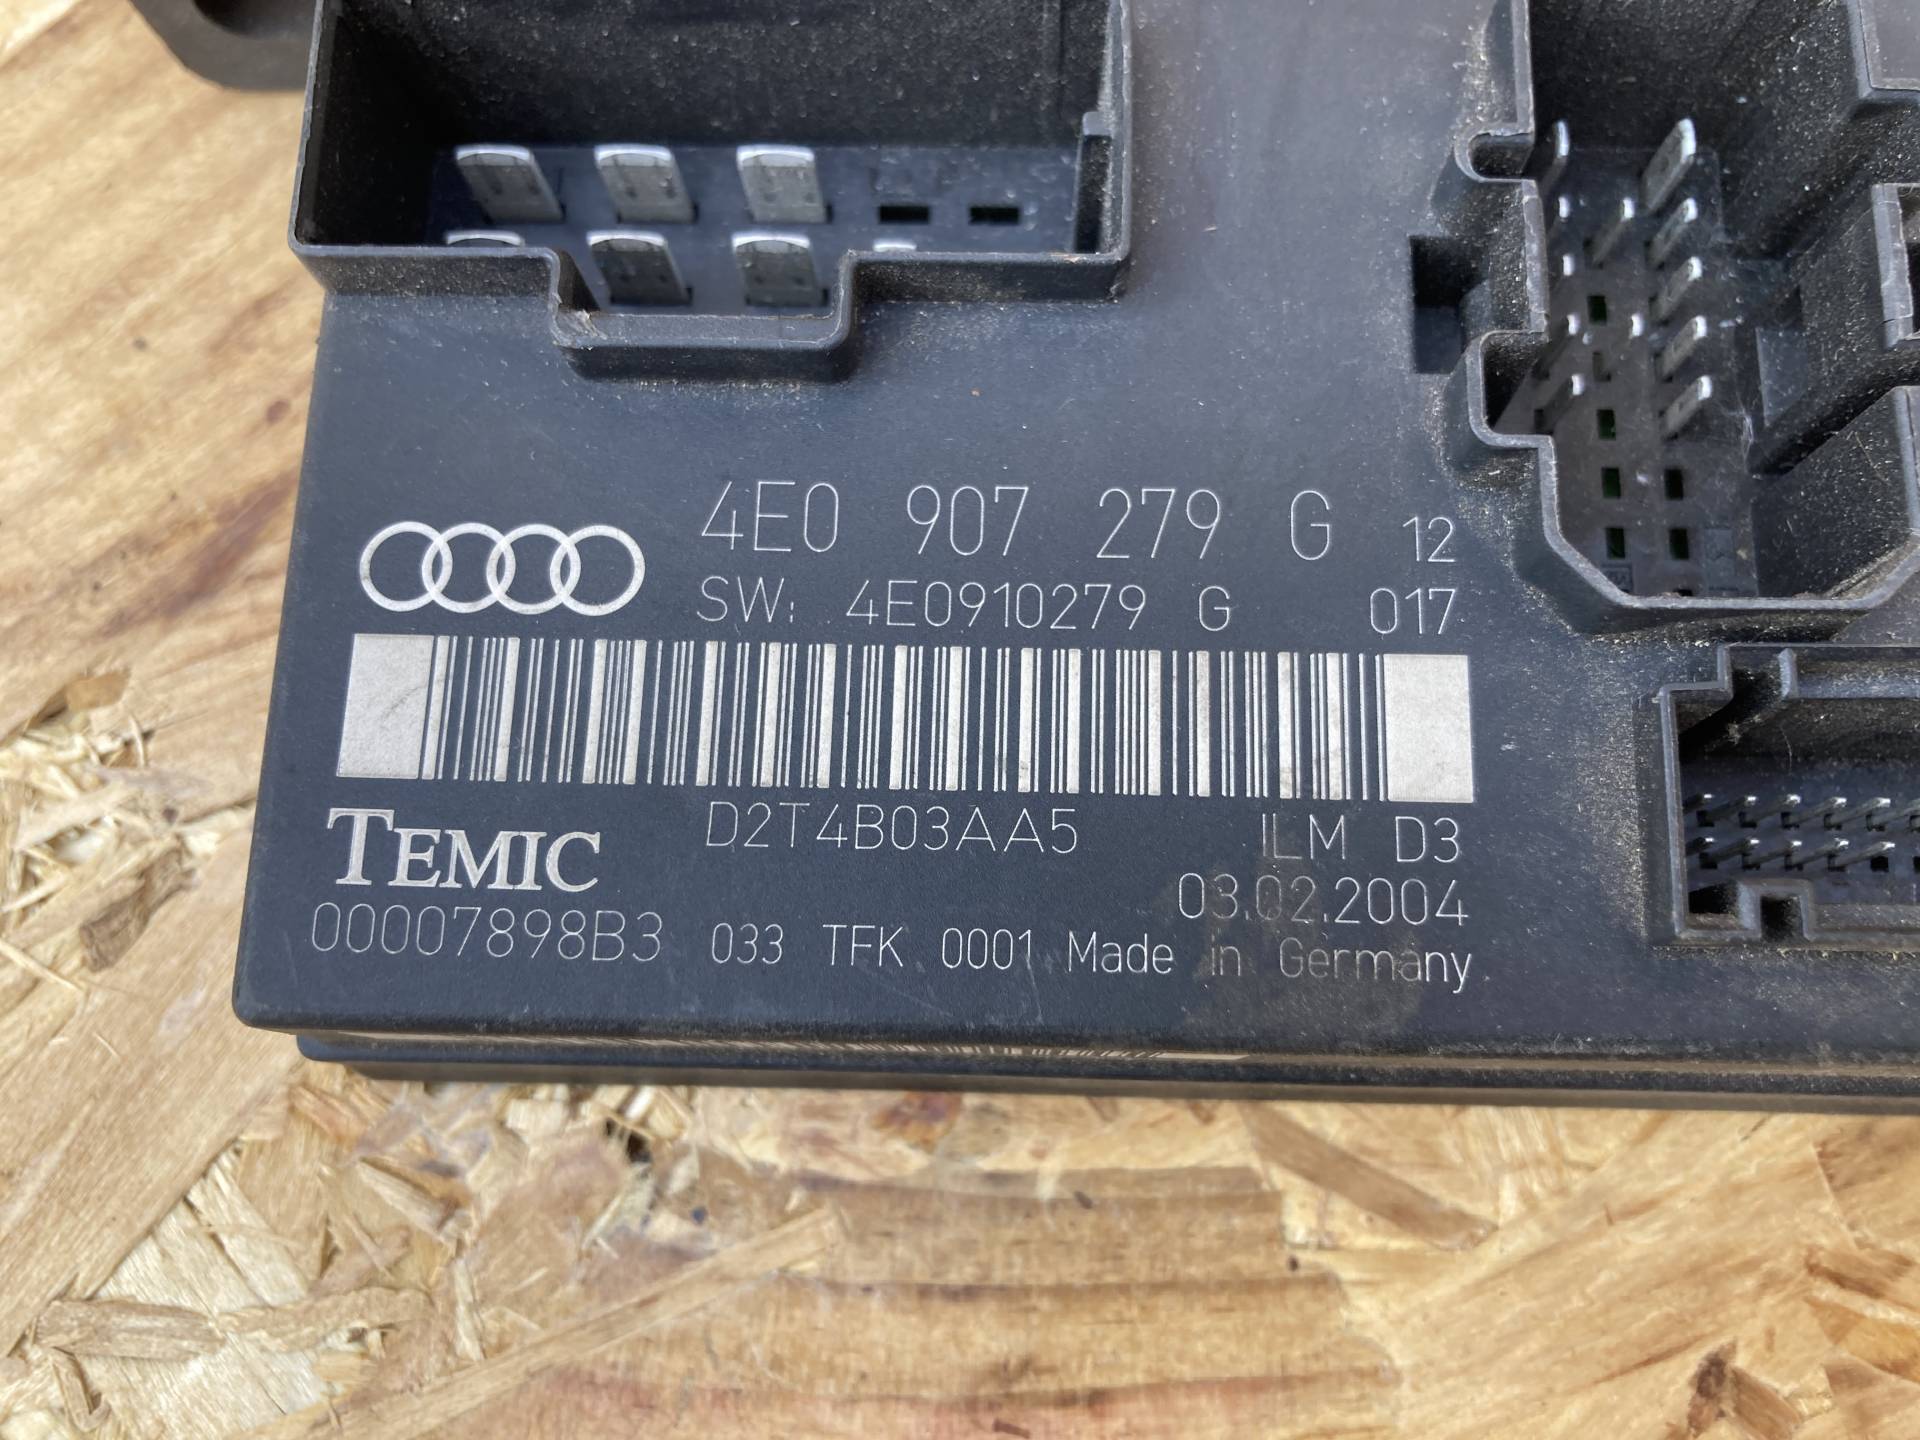 4E0 907 279 G 12
SW: 4E0910279 G 017
TEMIC D2T4B03AA5 ILM D3
03.02.2004
00007898B3 033 TFK 0001 Made in Germany